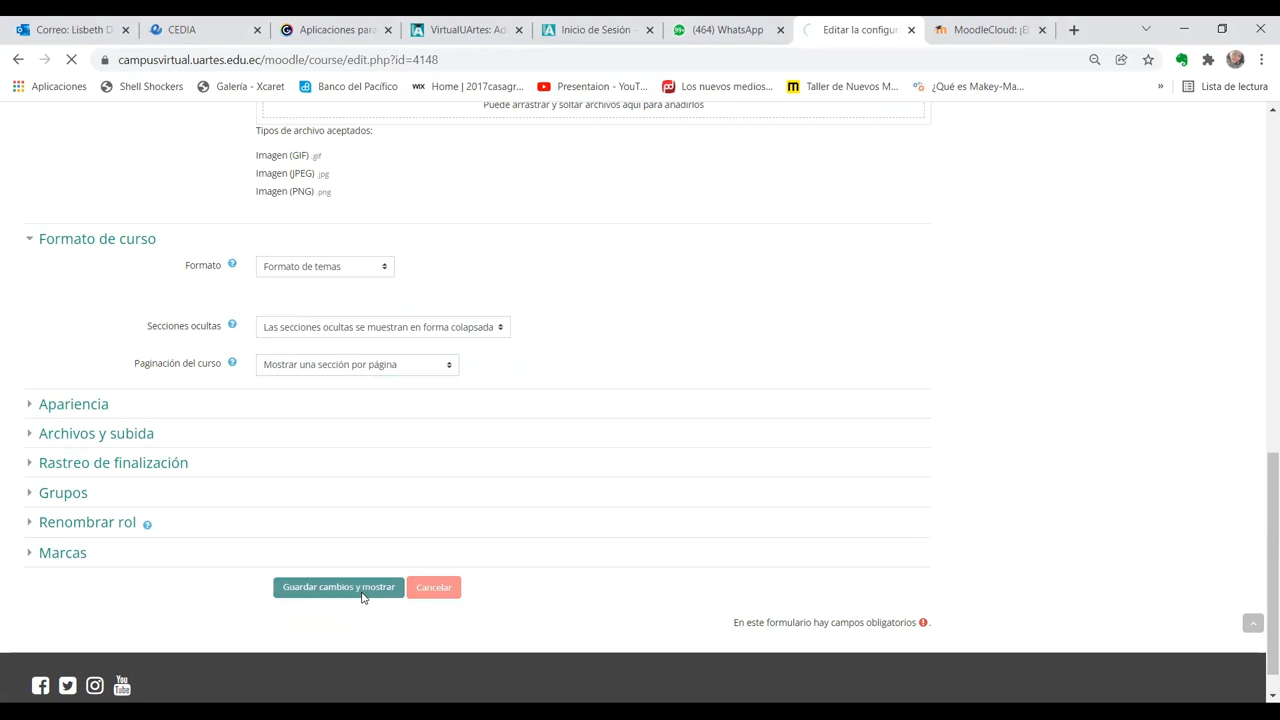 Correo: Lisbeth D
CEDIA
Aplicaciones para
VirtualUArtes: Ad
Inicio de Sesión
(464) WhatsApp
Editar la configur
MoodleCloud: ¡El
campusvirtual.uartes.edu.ec/moodle/course/edit.php?id=4148
Aplicaciones
Shell Shockers
Galería - Xcaret
Banco del Pacífico
WIX Home | 2017casagr...
Presentaion - YouT...
Los nuevos medios...
Taller de Nuevos M...
¿Qué es Makey-Ma...
»
Lista de lectura
Puede arrastrar y soltar archivos aquí para añadirlos
Tipos de archivo aceptados:
Imagen (GIF) .gif
Imagen (JPEG) .jpg
Imagen (PNG) .png
Formato de curso
Formato
Formato de temas
Secciones ocultas
Las secciones ocultas se muestran en forma colapsada
Paginación del curso
Mostrar una sección por página
Apariencia
Archivos y subida
Rastreo de finalización
Grupos
Renombrar rol
Marcas
Guardar cambios y mostrar
Cancelar
En este formulario hay campos obligatorios .
You
Tube